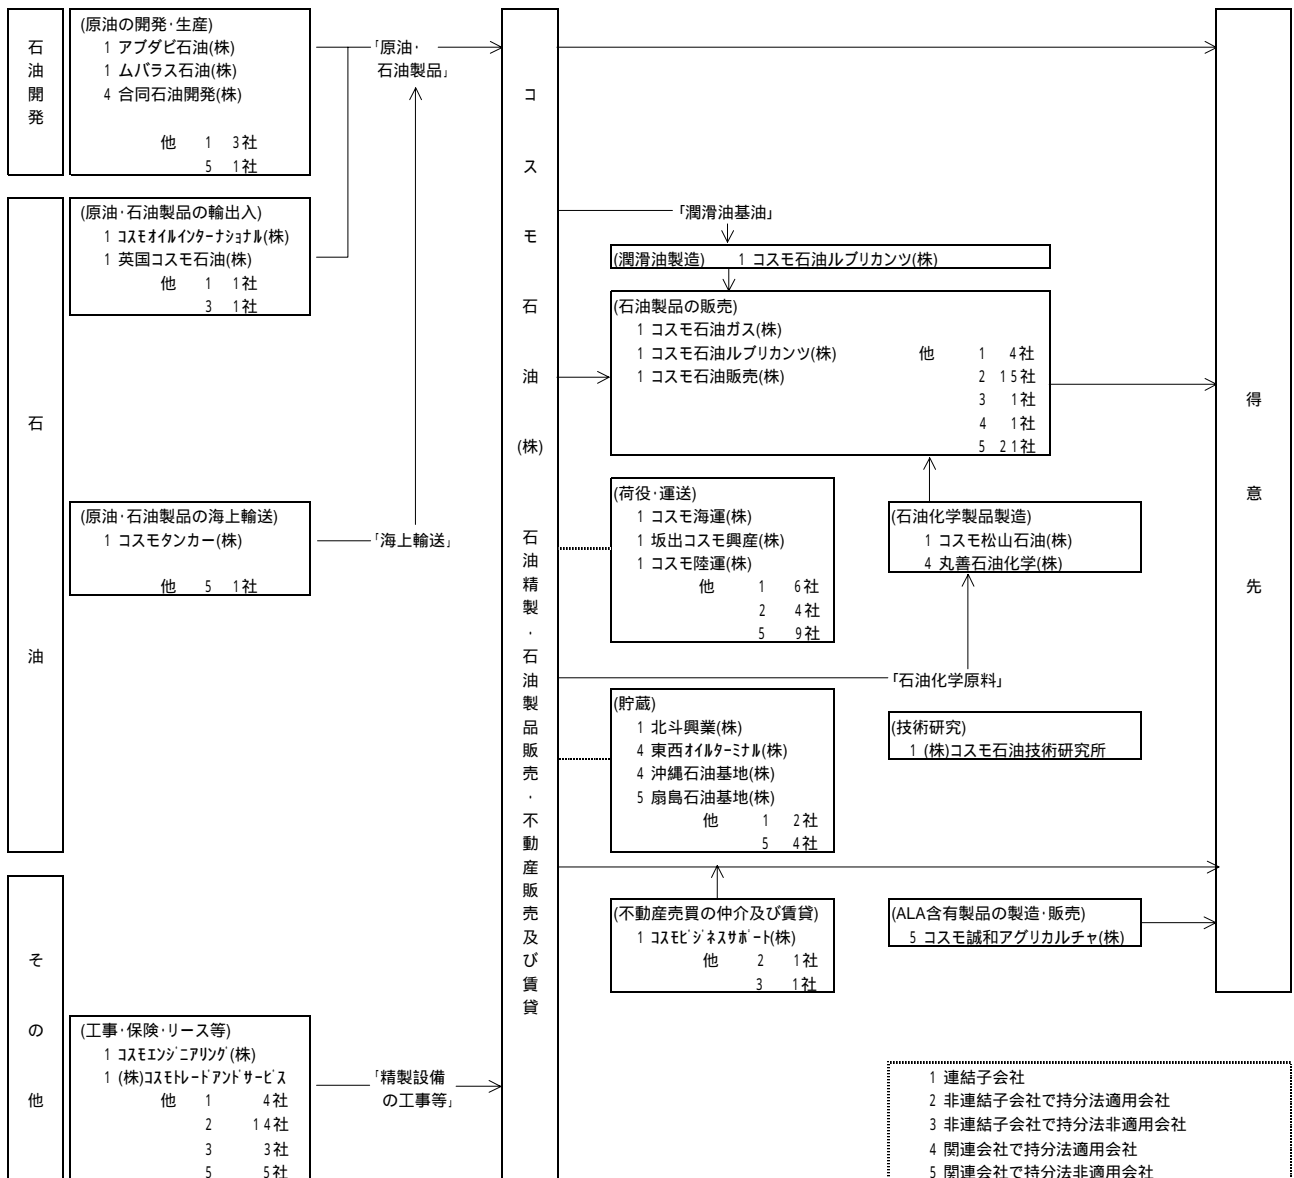 石油開発
(原油の開発･生産)
1 アブダビ石油(株)
1 ムバラス石油(株)
4 合同石油開発(株)
他 1 3社
5 1社
「原油･
石油製品」
石油
(原油･石油製品の輸出入)
1 ｺｽﾓｵｲﾙｲﾝﾀｰﾅｼｮﾅﾙ(株)
1 英国コスモ石油(株)
他 1 1社
3 1社
(原油･石油製品の海上輸送)
1 コスモタンカー(株)
他 5 1社
「海上輸送」
その他
(工事･保険･リース等)
1 ｺｽﾓｴﾝｼﾞﾆｱﾘﾝｸﾞ(株)
1 (株)ｺｽﾓﾄﾚｰﾄﾞｱﾝﾄﾞｻｰﾋﾞｽ
他 1 4社
2 14社
3 3社
5 5社
「精製設備
の工事等」
コスモ石油(株)
石油精製･石油製品販売･不動産販売及び賃貸
「潤滑油基油」
(潤滑油製造) 1 コスモ石油ルブリカンツ(株)
(石油製品の販売)
1 コスモ石油ガス(株)
1 コスモ石油ルブリカンツ(株) 他 1 4社
1 コスモ石油販売(株) 2 15社
3 1社
4 1社
5 21社
(荷役･運送)
1 コスモ海運(株)
1 坂出コスモ興産(株)
1 コスモ陸運(株)
他 1 6社
2 4社
5 9社
(石油化学製品製造)
1 コスモ松山石油(株)
4 丸善石油化学(株)
「石油化学原料」
(貯蔵)
1 北斗興業(株)
4 東西ｵｲﾙﾀｰﾐﾅﾙ(株)
4 沖縄石油基地(株)
5 扇島石油基地(株)
他 1 2社
5 4社
(技術研究)
1 (株)コスモ石油技術研究所
(不動産売買の仲介及び賃貸)
1 ｺｽﾓﾋﾞｼﾞﾈｽｻﾎﾟｰﾄ(株)
他 2 1社
3 1社
(ALA含有製品の製造･販売)
5 コスモ誠和アグリカルチャ(株)
得意先
1 連結子会社
2 非連結子会社で持分法適用会社
3 非連結子会社で持分法非適用会社
4 関連会社で持分法適用会社
5 関連会社で持分法非適用会社